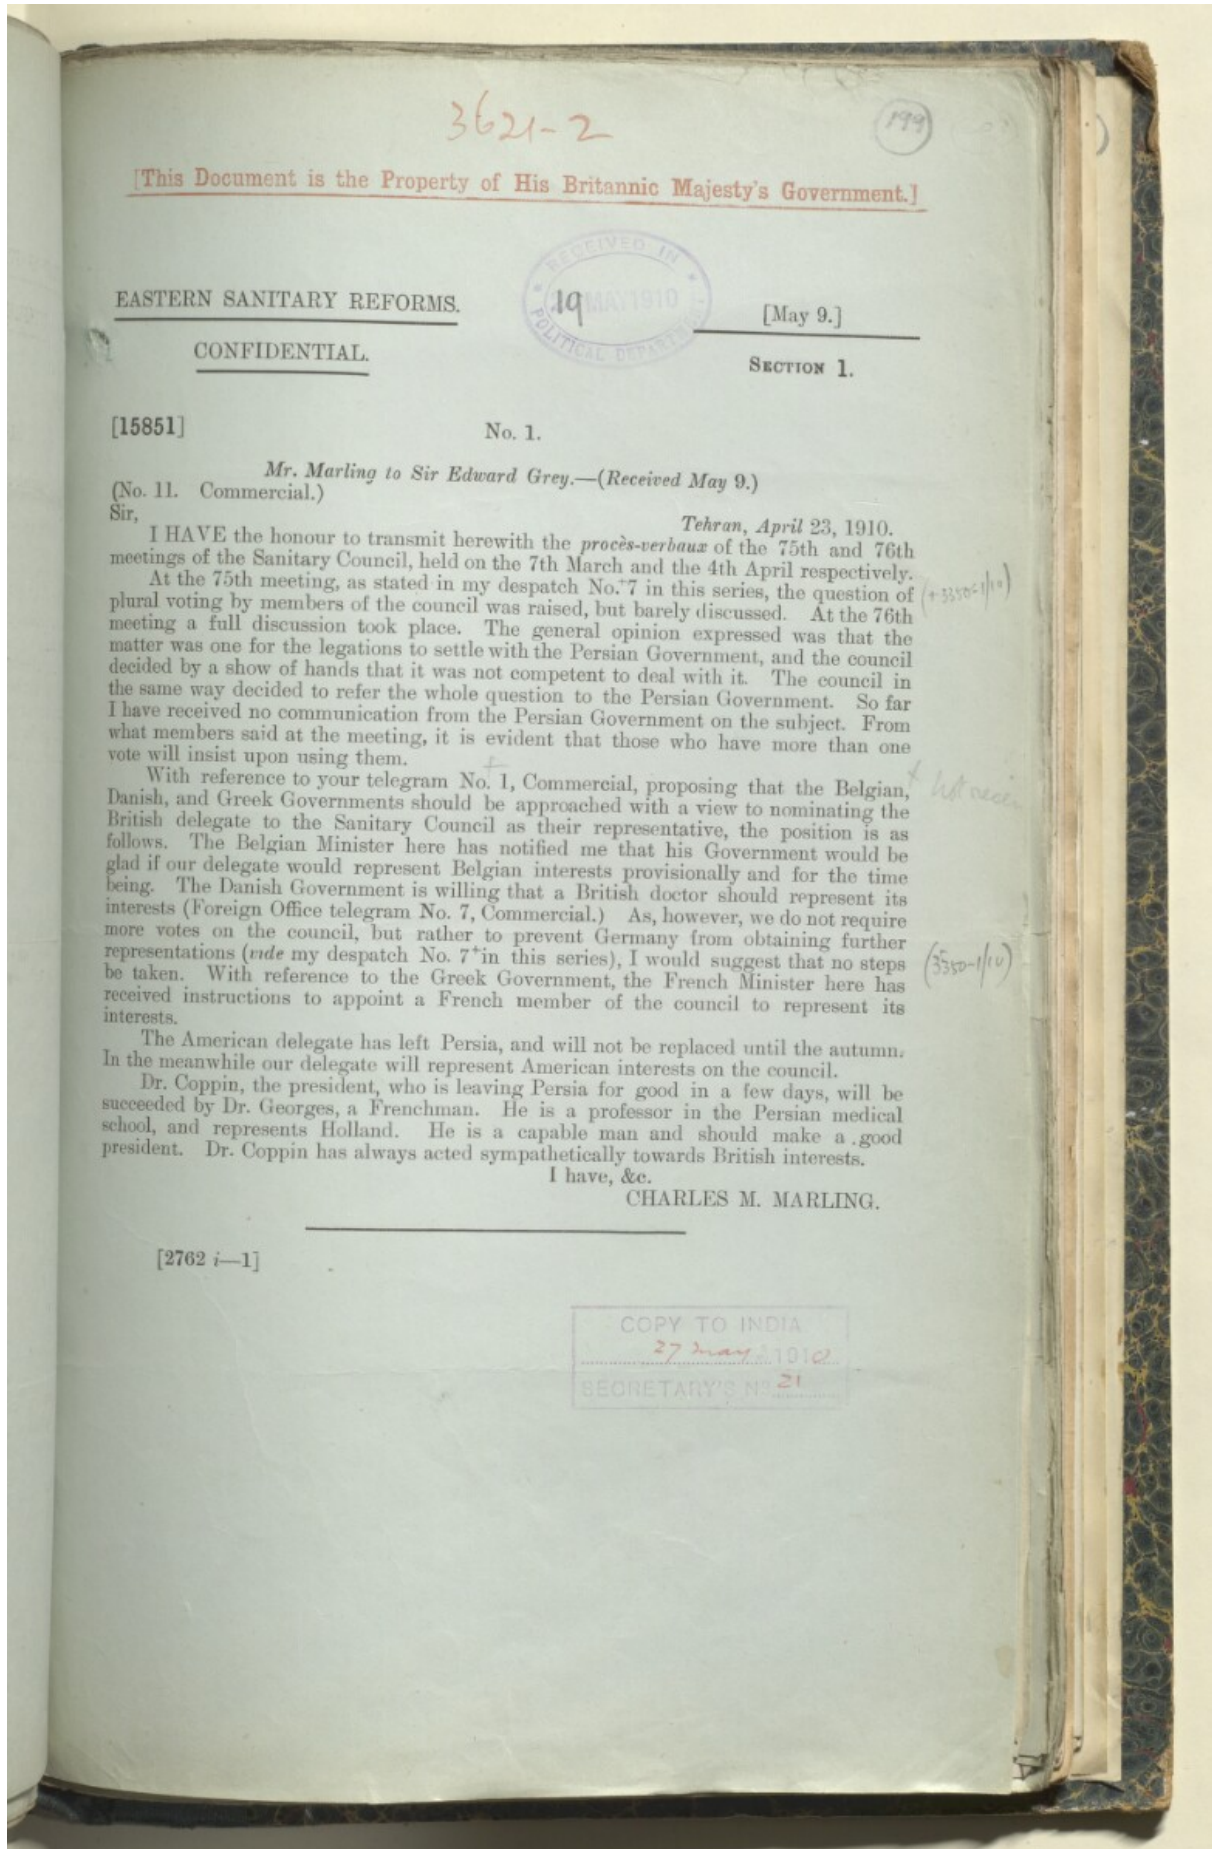 3621-2
199
[This Document is the Property of His Britannic Majesty's Government.]
RECEIVED IN
19 MAY 1910
POLITICAL DEPARTMENT
EASTERN SANITARY REFORMS.
[May 9.]
CONFIDENTIAL.
SECTION 1.
[15851]
No. 1.
Mr. Marling to Sir Edward Grey.—(Received May 9.)
(No. 11. Commercial.)
Sir,
Tehran, April 23, 1910.
I HAVE the honour to transmit herewith the procès-verbaux of the 75th and 76th
meetings of the Sanitary Council, held on the 7th March and the 4th April respectively.
At the 75th meeting, as stated in my despatch No.+7 in this series, the question of
(+3350-1/10)
plural voting by members of the council was raised, but barely discussed. At the 76th
meeting a full discussion took place. The general opinion expressed was that the
matter was one for the legations to settle with the Persian Government, and the council
decided by a show of hands that it was not competent to deal with it. The council in
the same way decided to refer the whole question to the Persian Government. So far
I have received no communication from the Persian Government on the subject. From
what members said at the meeting, it is evident that those who have more than one
vote will insist upon using them.
With reference to your telegram No. 1, Commercial, proposing that the Belgian,
+ not
Danish, and Greek Governments should be approached with a view to nominating the
British delegate to the Sanitary Council as their representative, the position is as
follows. The Belgian Minister here has notified me that his Government would be
glad if our delegate would represent Belgian interests provisionally and for the time
being. The Danish Government is willing that a British doctor should represent its
interests (Foreign Office telegram No. 7, Commercial.) As, however, we do not require
more votes on the council, but rather to prevent Germany from obtaining further
representations (vide my despatch No. 7+in this series), I would suggest that no steps
(3350-1/10)
be taken. With reference to the Greek Government, the French Minister here has
received instructions to appoint a French member of the council to represent its
interests.
The American delegate has left Persia, and will not be replaced until the autumn.
In the meanwhile our delegate will represent American interests on the council.
Dr. Coppin, the president, who is leaving Persia for good in a few days, will be
succeeded by Dr. Georges, a Frenchman. He is a professor in the Persian medical
school, and represents Holland. He is a capable man and should make a good
president. Dr. Coppin has always acted sympathetically towards British interests.
I have, &c.
CHARLES M. MARLING.
[2762 i—1]
COPY TO INDIA
27 May 1910
SECRETARY'S No 21